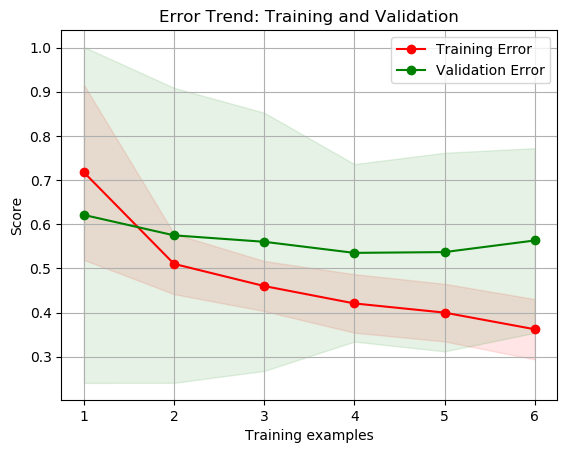 Error Trend: Training and Validation
Training Error
Validation Error
Score
1.0
0.9
0.8
0.7
0.6
0.5
0.4
0.3
1 2 3 4 5 6
Training examples